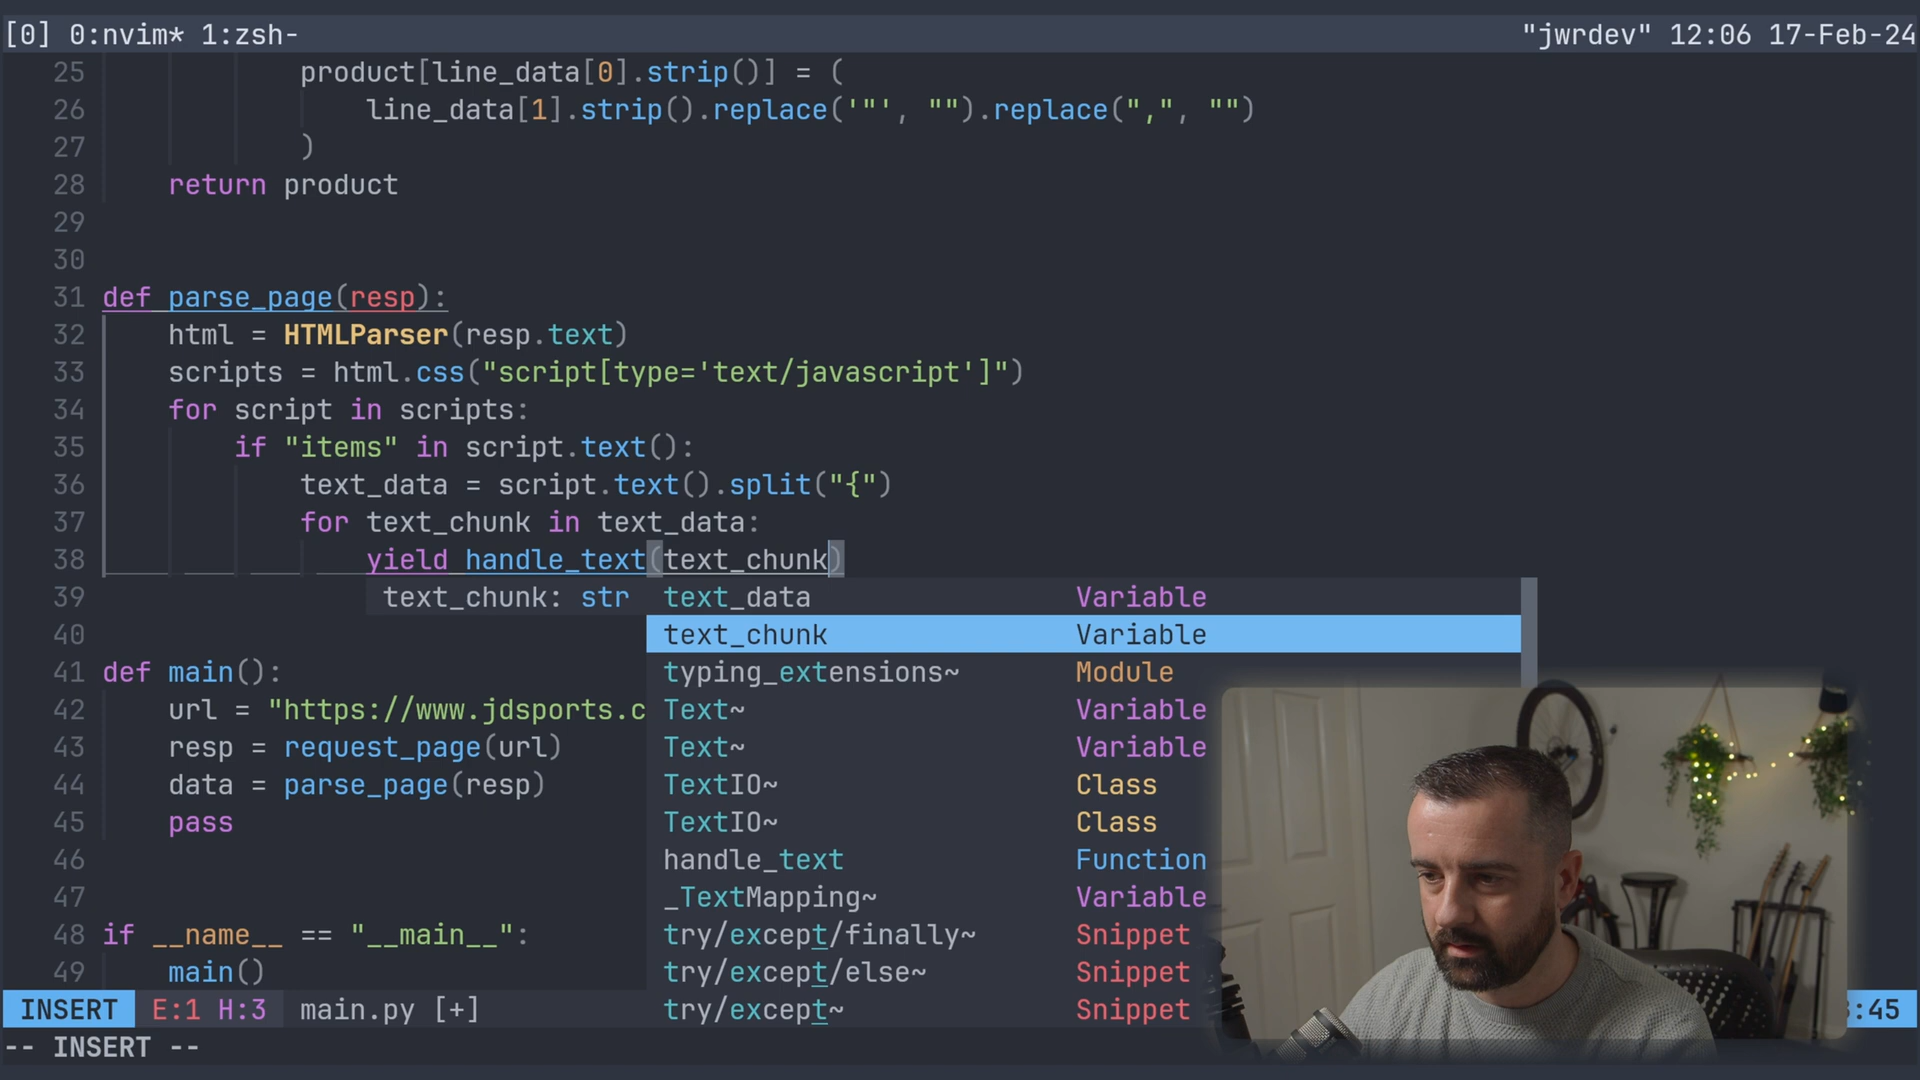 [0] 0:nvim* 1:zsh- "jwrdev" 12:06 17-Feb-24
25 product[line_data[0].strip()] = (
26 line_data[1].strip().replace('"', "").replace(",", "")
27 )
28 return product
29
30
31 def parse_page(resp):
32 html = HTMLParser(resp.text)
33 scripts = html.css("script[type='text/javascript']")
34 for script in scripts:
35 if "items" in script.text():
36 text_data = script.text().split("{")
37 for text_chunk in text_data:
38 yield handle_text(text_chunk)
39 text_chunk: str text_data Variable
40 text_chunk Variable
41 def main(): typing_extensions~ Module
42 url = "https://www.jdsports.c Text~ Variable
43 resp = request_page(url) Text~ Variable
44 data = parse_page(resp) TextIO~ Class
45 pass TextIO~ Class
46 handle_text Function
47 _TextMapping~ Variable
48 if __name__ == "__main__": try/except/finally~ Snippet
49 main() try/except/else~ Snippet
INSERT E:1 H:3 main.py [+] try/except~ Snippet :45
-- INSERT --